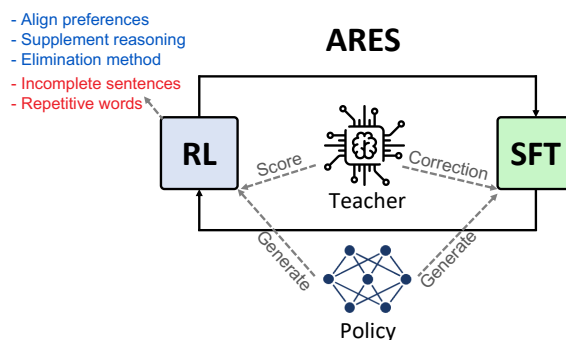 - Align preferences
- Supplement reasoning
- Elimination method
- Incomplete sentences
- Repetitive words
ARES
RL
SFT
Score
Correction
Teacher
Generate
Generate
Policy